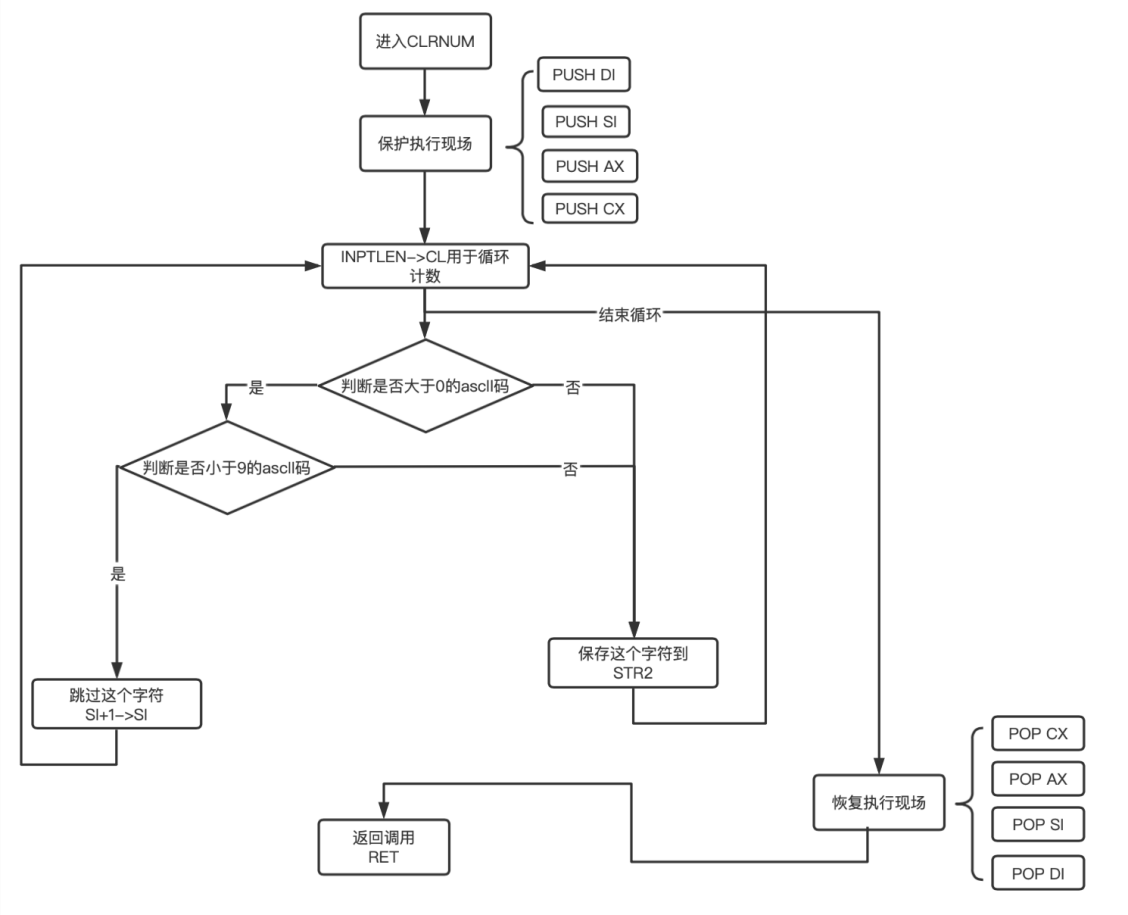 进入CLRNUM
PUSH DI
PUSH SI
保护执行现场
PUSH AX
PUSH CX
INPTLEN->CL用于循环
计数
结束循环
是
判断是否大于0的ascII码
否
判断是否小于9的ascII码
否
是
保存这个字符到
STR2
跳过这个字符
SI+1->SI
POP CX
POP AX
恢复执行现场
POP SI
POP DI
返回调用
RET